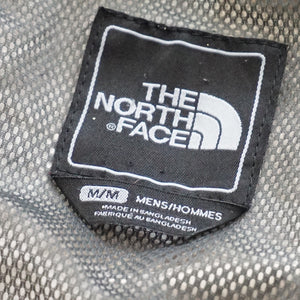 THE
NORTH
FACE
M/M MENS/HOMMES
MADE IN BANGLADESH
FABRIQUÉ AU BANGLADESH